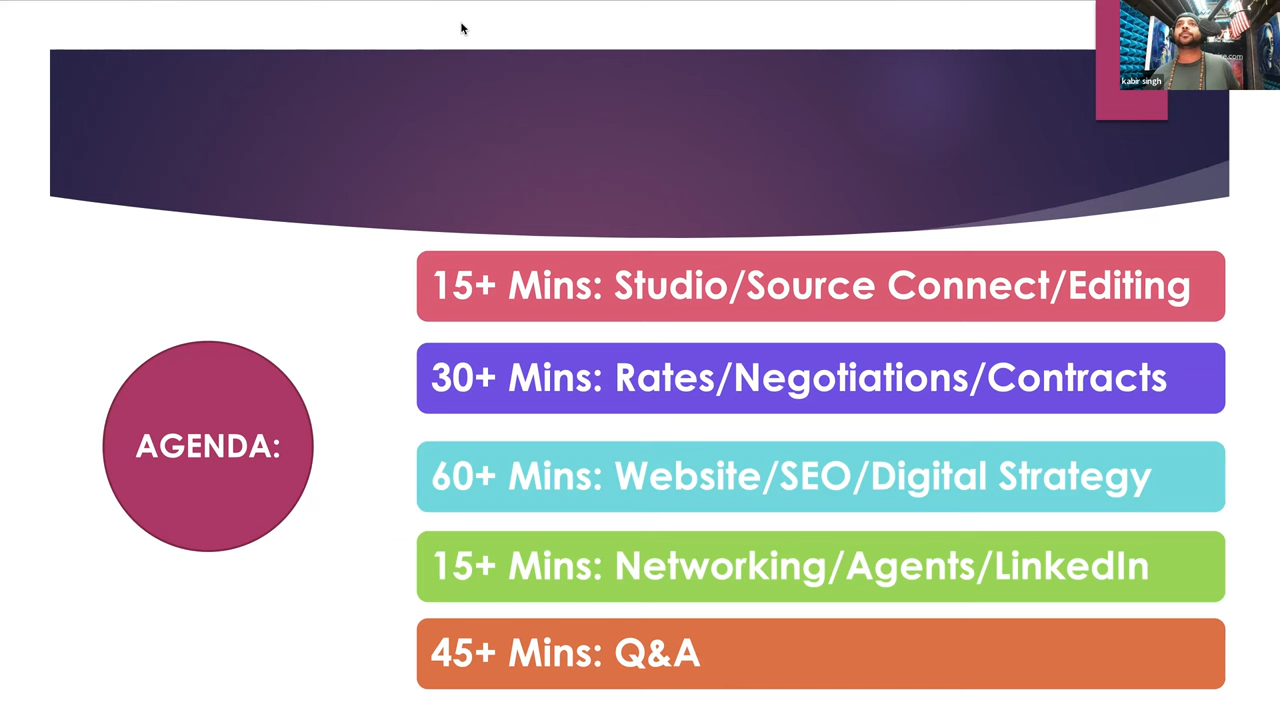 kabir singh
15+ Mins: Studio/Source Connect/Editing
30+ Mins: Rates/Negotiations/Contracts
AGENDA:
60+ Mins: Website/SEO/Digital Strategy
15+ Mins: Networking/Agents/LinkedIn
45+ Mins: Q&A